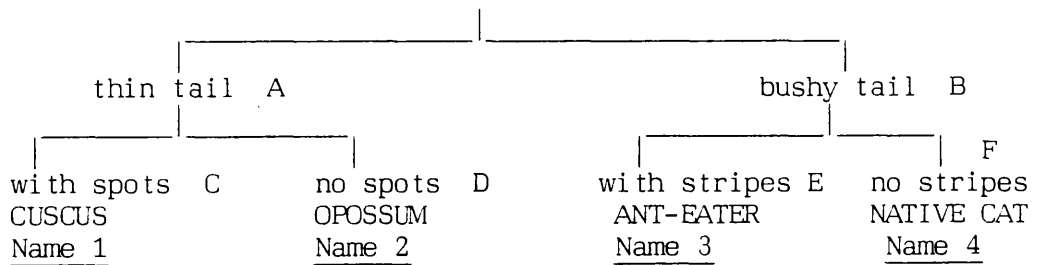 thin tail A bushy tail B
F
with spots C no spots D with stripes E no stripes
CUSCUS OPOSSUM ANT-EATER NATIVE CAT
Name 1 Name 2 Name 3 Name 4